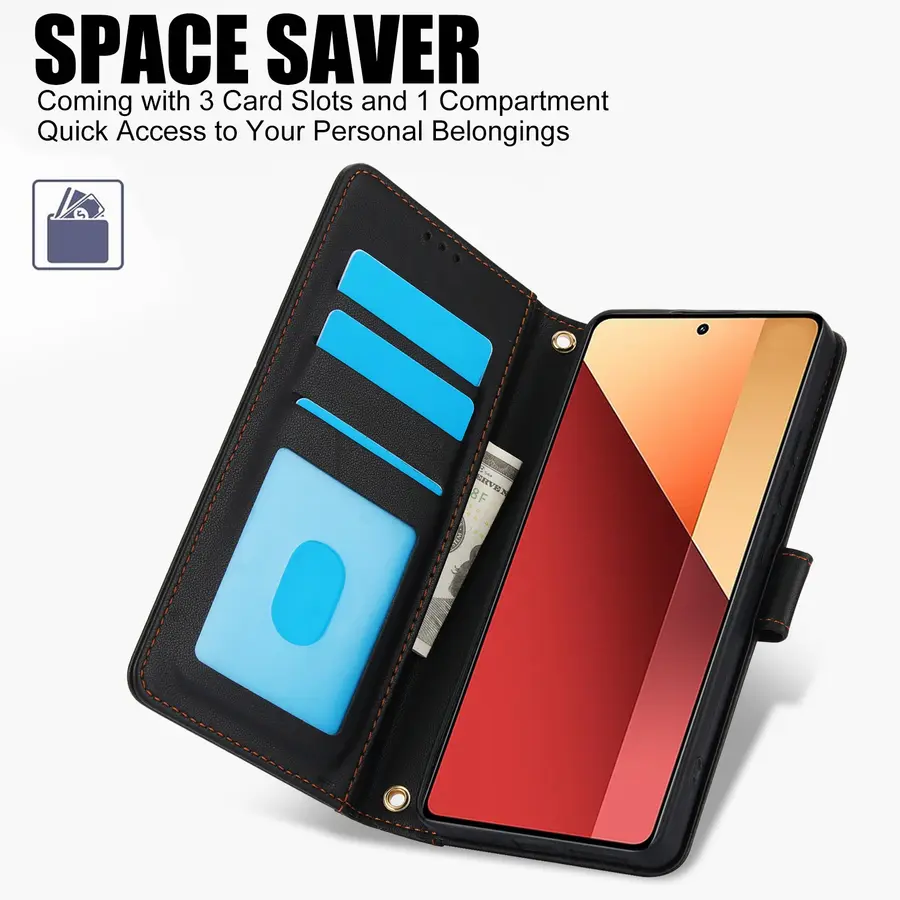 SPACE SAVER
Coming with 3 Card Slots and 1 Compartment
Quick Access to Your Personal Belongings